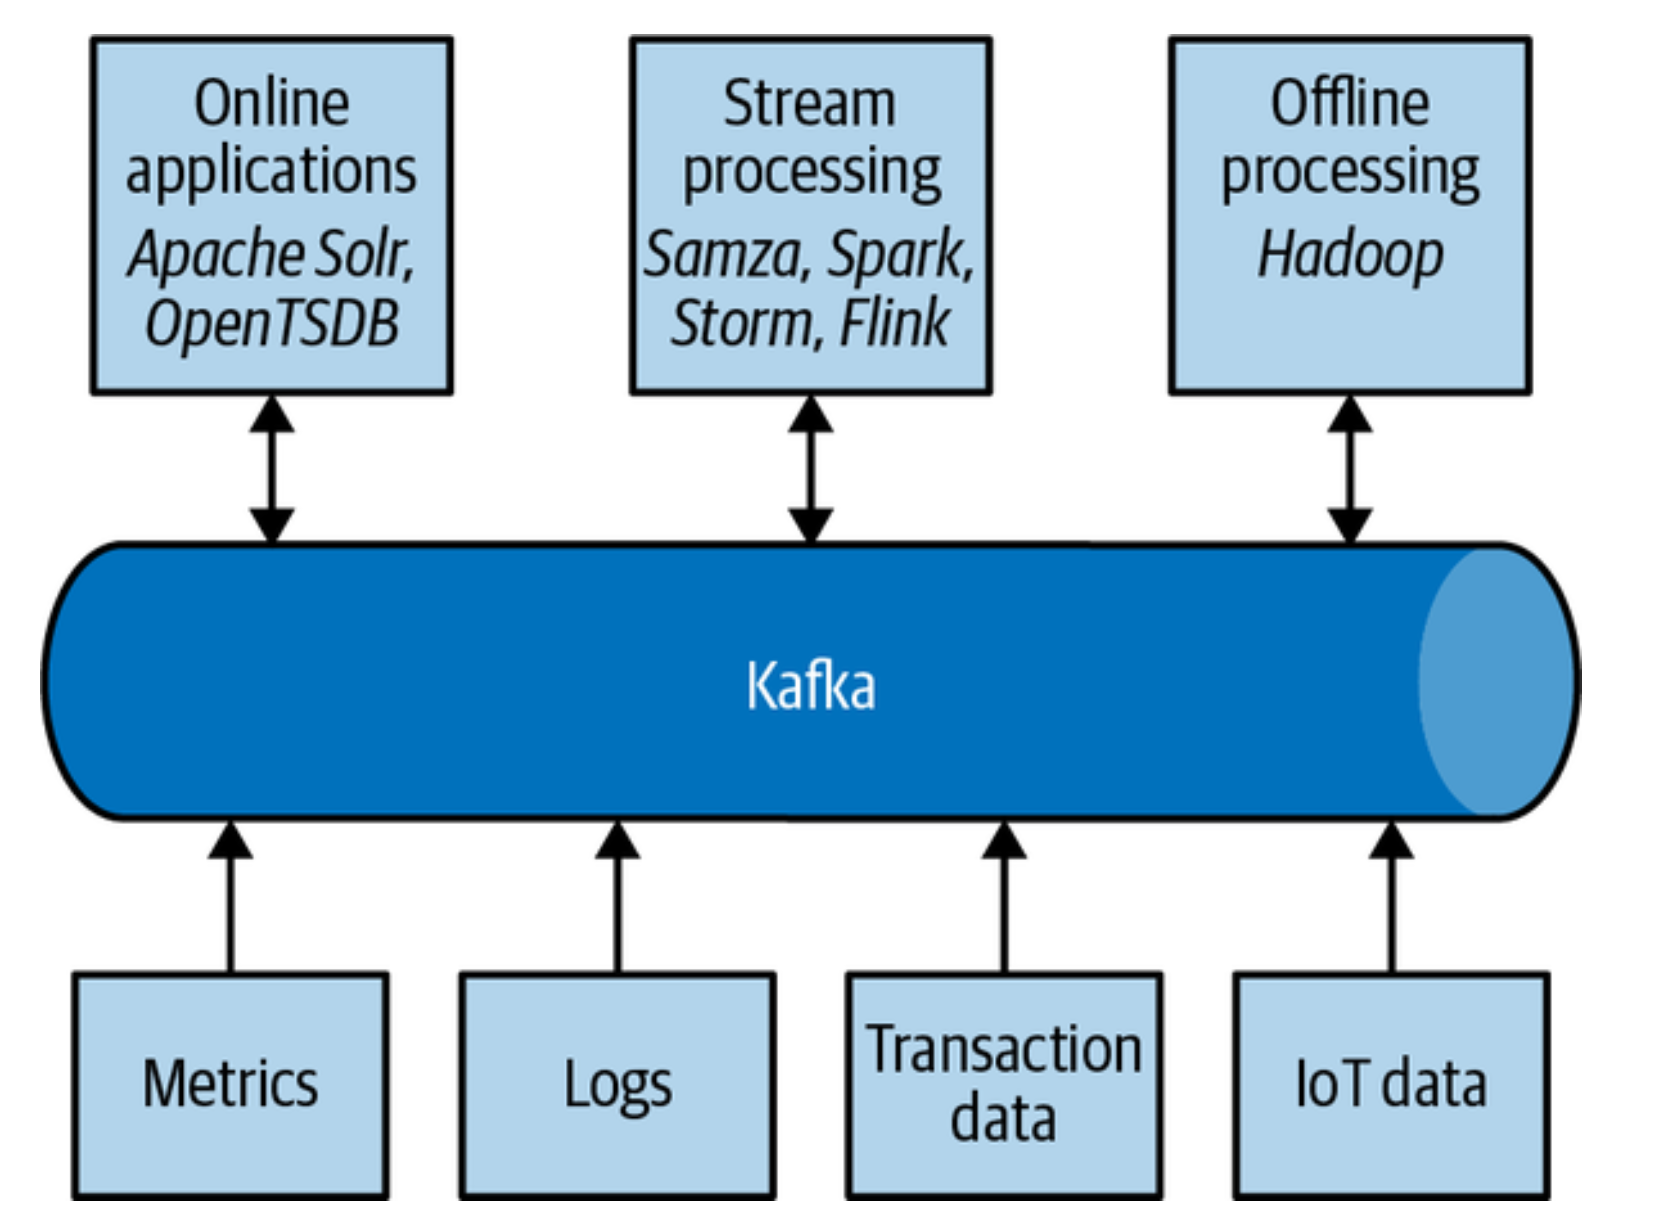 Online
applications
Apache Solr,
OpenTSDB
Stream
processing
Samza, Spark,
Storm, Flink
Offline
processing
Hadoop
Kafka
Metrics
Logs
Transaction
data
IoT data